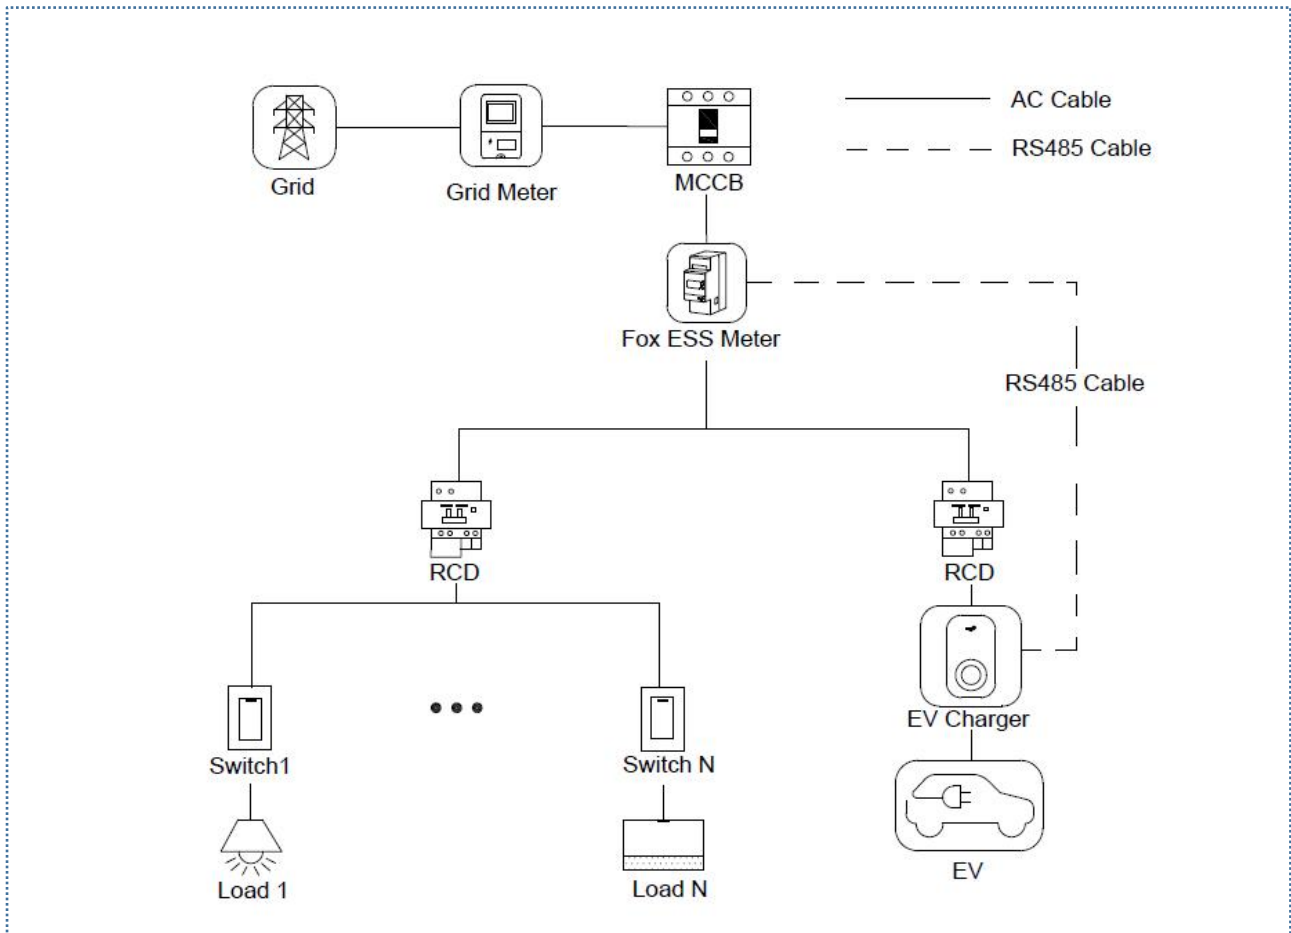 AC Cable
RS485 Cable
Grid
Grid Meter
MCCB
Fox ESS Meter
RS485 Cable
RCD
RCD
EV Charger
Switch1
Switch N
Load 1
Load N
EV